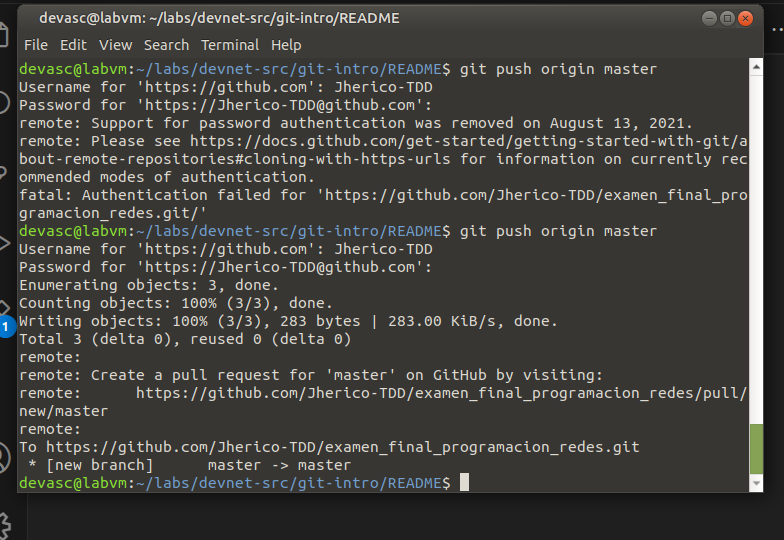 devasc@labvm: ~/labs/devnet-src/git-intro/README
File Edit View Search Terminal Help
devasc@labvm:~/labs/devnet-src/git-intro/README$ git push origin master
Username for 'https://github.com': Jherico-TDD
Password for 'https://Jherico-TDD@github.com':
remote: Support for password authentication was removed on August 13, 2021.
remote: Please see https://docs.github.com/get-started/getting-started-with-git/a
bout-remote-repositories#cloning-with-https-urls for information on currently rec
ommended modes of authentication.
fatal: Authentication failed for 'https://github.com/Jherico-TDD/examen_final_pro
gramacion_redes.git/'
devasc@labvm:~/labs/devnet-src/git-intro/README$ git push origin master
Username for 'https://github.com': Jherico-TDD
Password for 'https://Jherico-TDD@github.com':
Enumerating objects: 3, done.
Counting objects: 100% (3/3), done.
Writing objects: 100% (3/3), 283 bytes | 283.00 KiB/s, done.
Total 3 (delta 0), reused 0 (delta 0)
remote:
remote: Create a pull request for 'master' on GitHub by visiting:
remote:      https://github.com/Jherico-TDD/examen_final_programacion_redes/pull/
new/master
remote:
To https://github.com/Jherico-TDD/examen_final_programacion_redes.git
 * [new branch]      master -> master
devasc@labvm:~/labs/devnet-src/git-intro/README$
1